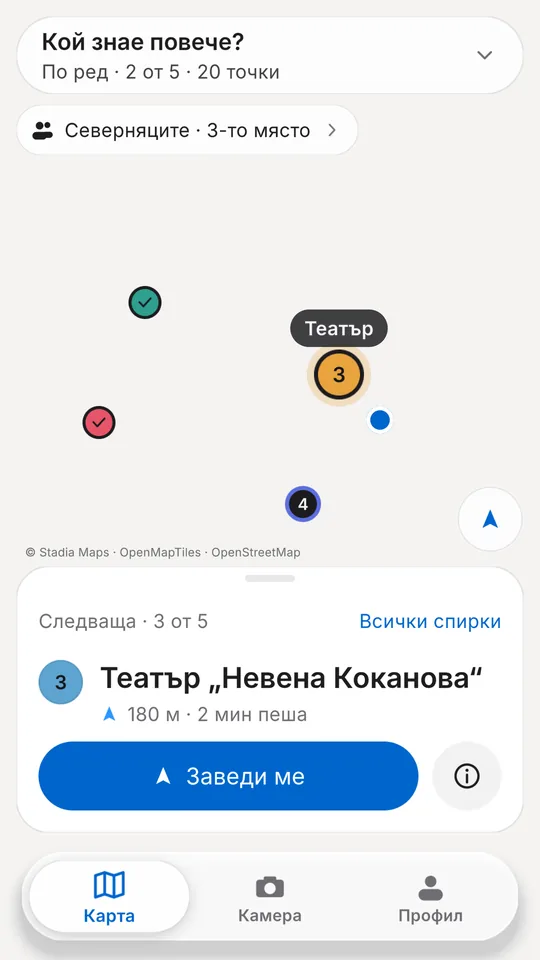 Кой знае повече?
По ред · 2 от 5 · 20 точки
Северняците · 3-то място
Театър
3
4
© Stadia Maps · OpenMapTiles · OpenStreetMap
Следваща · 3 от 5
Всички спирки
3
Театър „Невена Коканова“
180 м · 2 мин пеша
Заведи ме
Карта
Камера
Профил